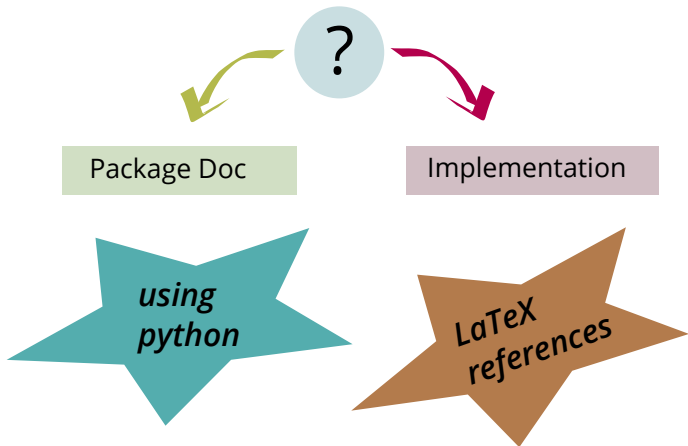 ?
Package Doc
Implementation
using
python
LaTeX
references